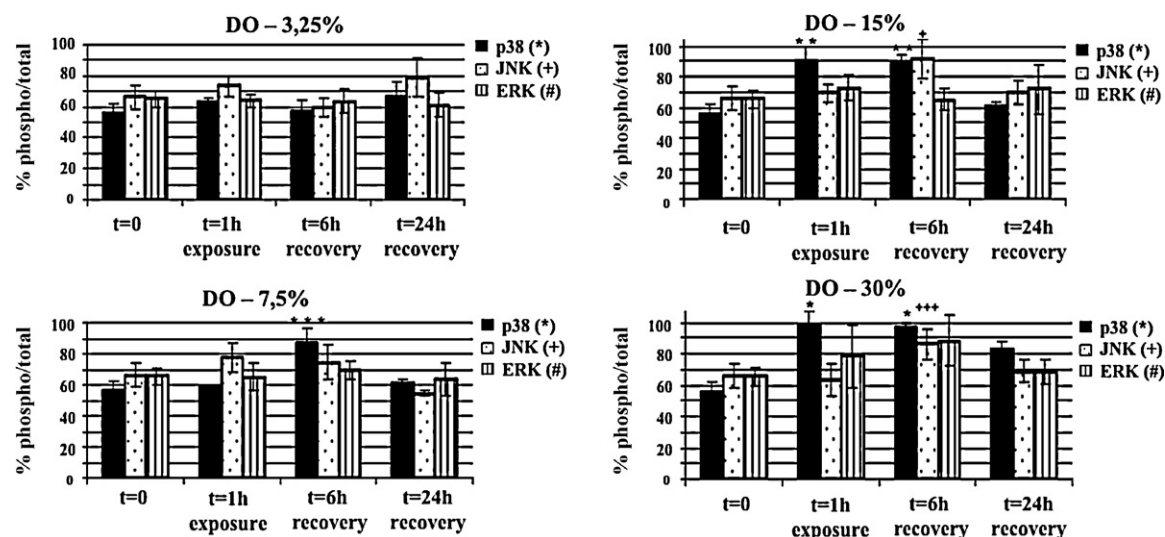 DO – 3,25%
% phospho/total
100
80
60
40
20
0
p38 (*)
JNK (+)
ERK (#)
t=0 t=1h t=6h t=24h
exposure recovery recovery
DO – 15%
% phospho/total
100
80
60
40
20
0
* *
^ ^ +
p38 (*)
JNK (+)
ERK (#)
t=0 t=1h t=6h t=24h
exposure recovery recovery
DO – 7,5%
% phospho/total
100
80
60
40
20
0
* * *
p38 (*)
JNK (+)
ERK (#)
t=0 t=1h t=6h t=24h
exposure recovery recovery
DO – 30%
% phospho/total
100
80
60
40
20
0
*
* +++
p38 (*)
JNK (+)
ERK (#)
t=0 t=1h t=6h t=24h
exposure recovery recovery